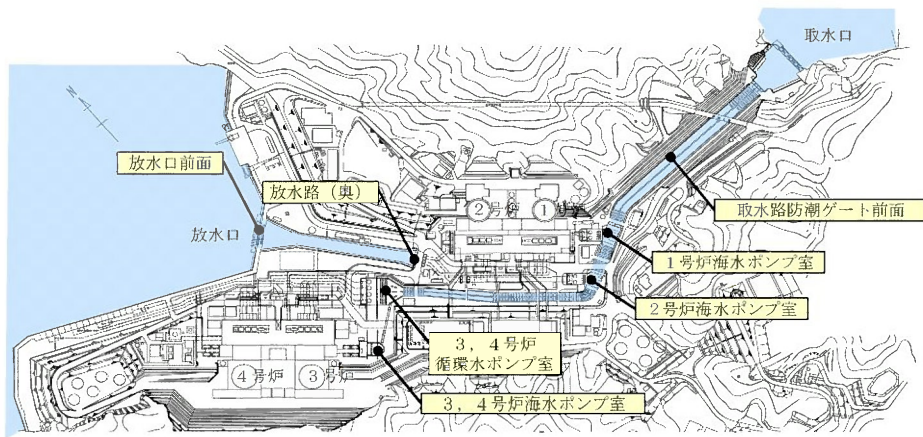 取水口
N
放水口前面
放水路（奥）
②号炉
①号炉
取水路防潮ゲート前面
放水口
１号炉海水ポンプ室
２号炉海水ポンプ室
３，４号炉
循環水ポンプ室
④号炉
③号炉
３，４号炉海水ポンプ室